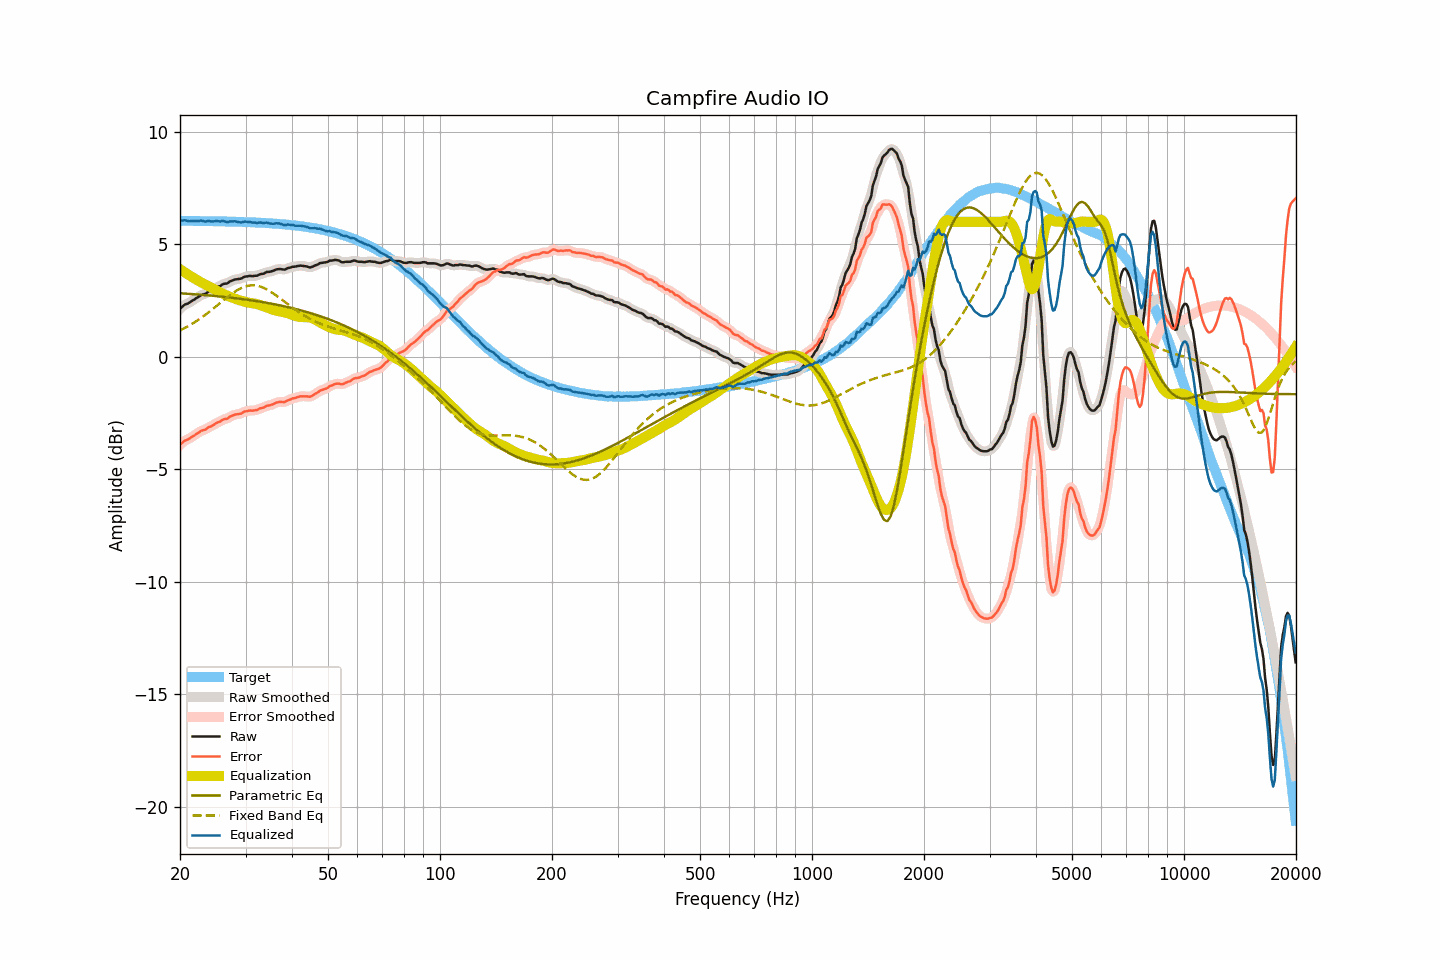 Campfire Audio IO
10
5
0
−5
−10
−15
−20
Amplitude (dBr)
Target
Raw Smoothed
Error Smoothed
Raw
Error
Equalization
Parametric Eq
Fixed Band Eq
Equalized
20 50 100 200 500 1000 2000 5000 10000 20000
Frequency (Hz)